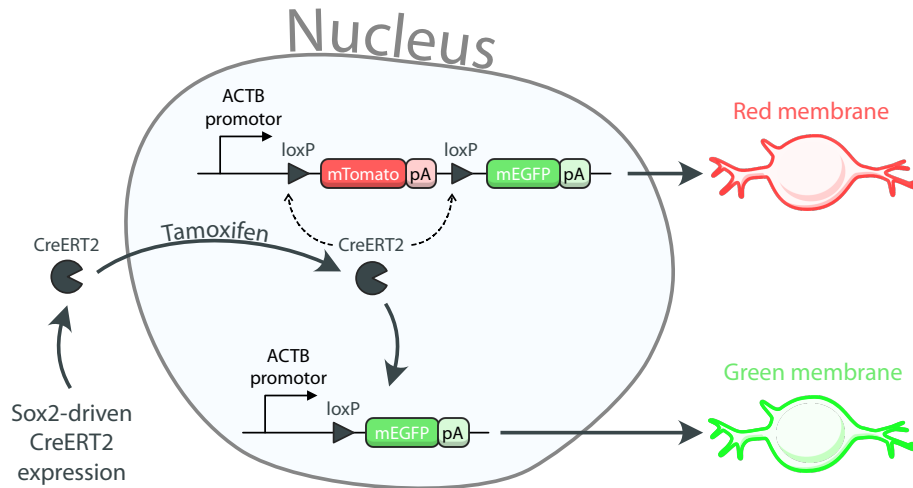 Nucleus
ACTB
promotor
loxP
mTomato
pA
loxP
mEGFP
pA
Red membrane
CreERT2
Tamoxifen
CreERT2
Sox2-driven
CreERT2
expression
ACTB
promotor
loxP
mEGFP
pA
Green membrane